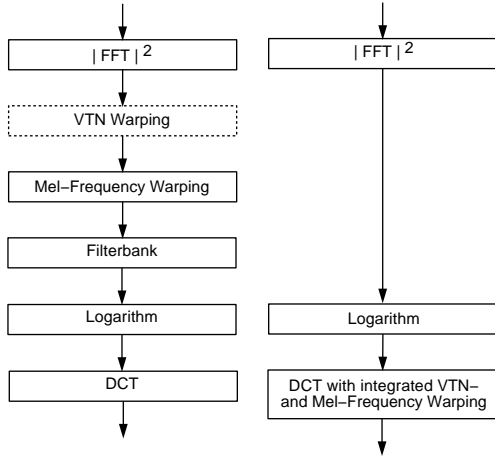 | FFT | 2
VTN Warping
Mel−Frequency Warping
Filterbank
Logarithm
DCT
| FFT | 2
Logarithm
DCT with integrated VTN−
and Mel−Frequency Warping